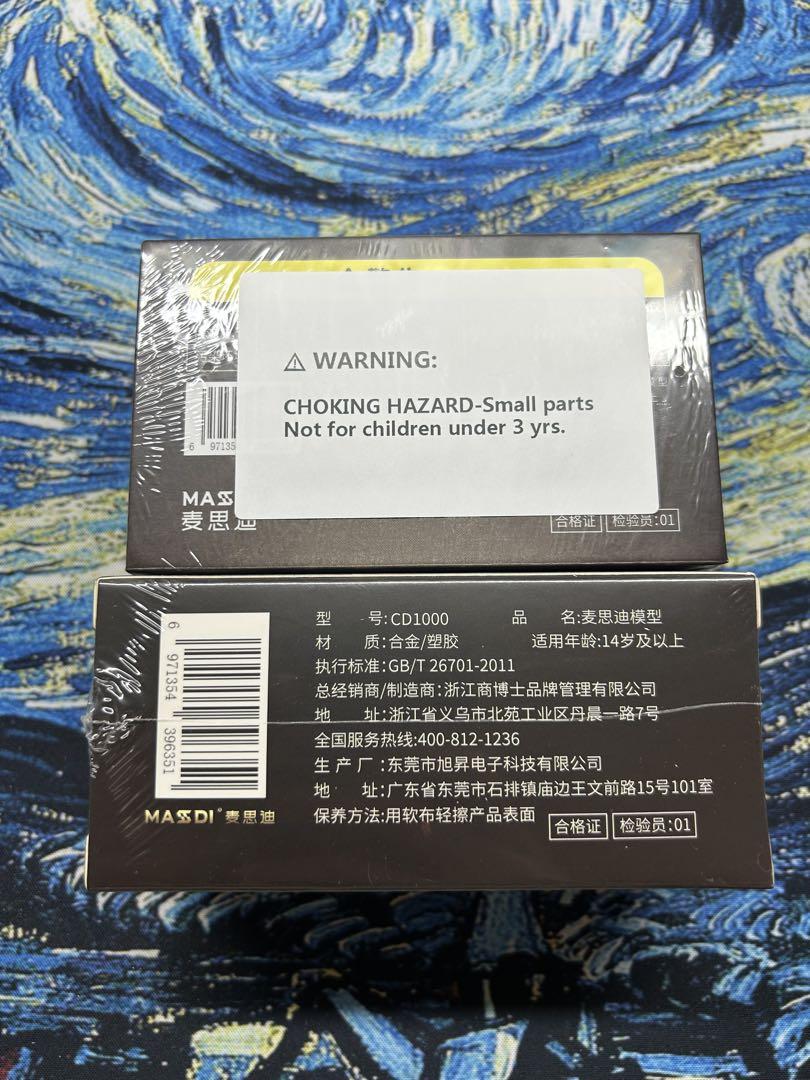 ⚠ WARNING:
CHOKING HAZARD-Small parts
Not for children under 3 yrs.
6 97135
麦思迪
合格证 检验员:01
型 号:CD1000 品 名:麦思迪模型
材 质:合金/塑胶 适用年龄:14岁及以上
执行标准:GB/T 26701-2011
总经销商/制造商:浙江商博士品牌管理有限公司
地 址:浙江省义乌市北苑工业区丹晨一路7号
全国服务热线:400-812-1236
生 产 厂:东莞市旭昇电子科技有限公司
地 址:广东省东莞市石排镇庙边王文前路15号101室
保养方法:用软布轻擦产品表面
合格证 检验员:01
6 971354 396351
MASSDI®麦思迪